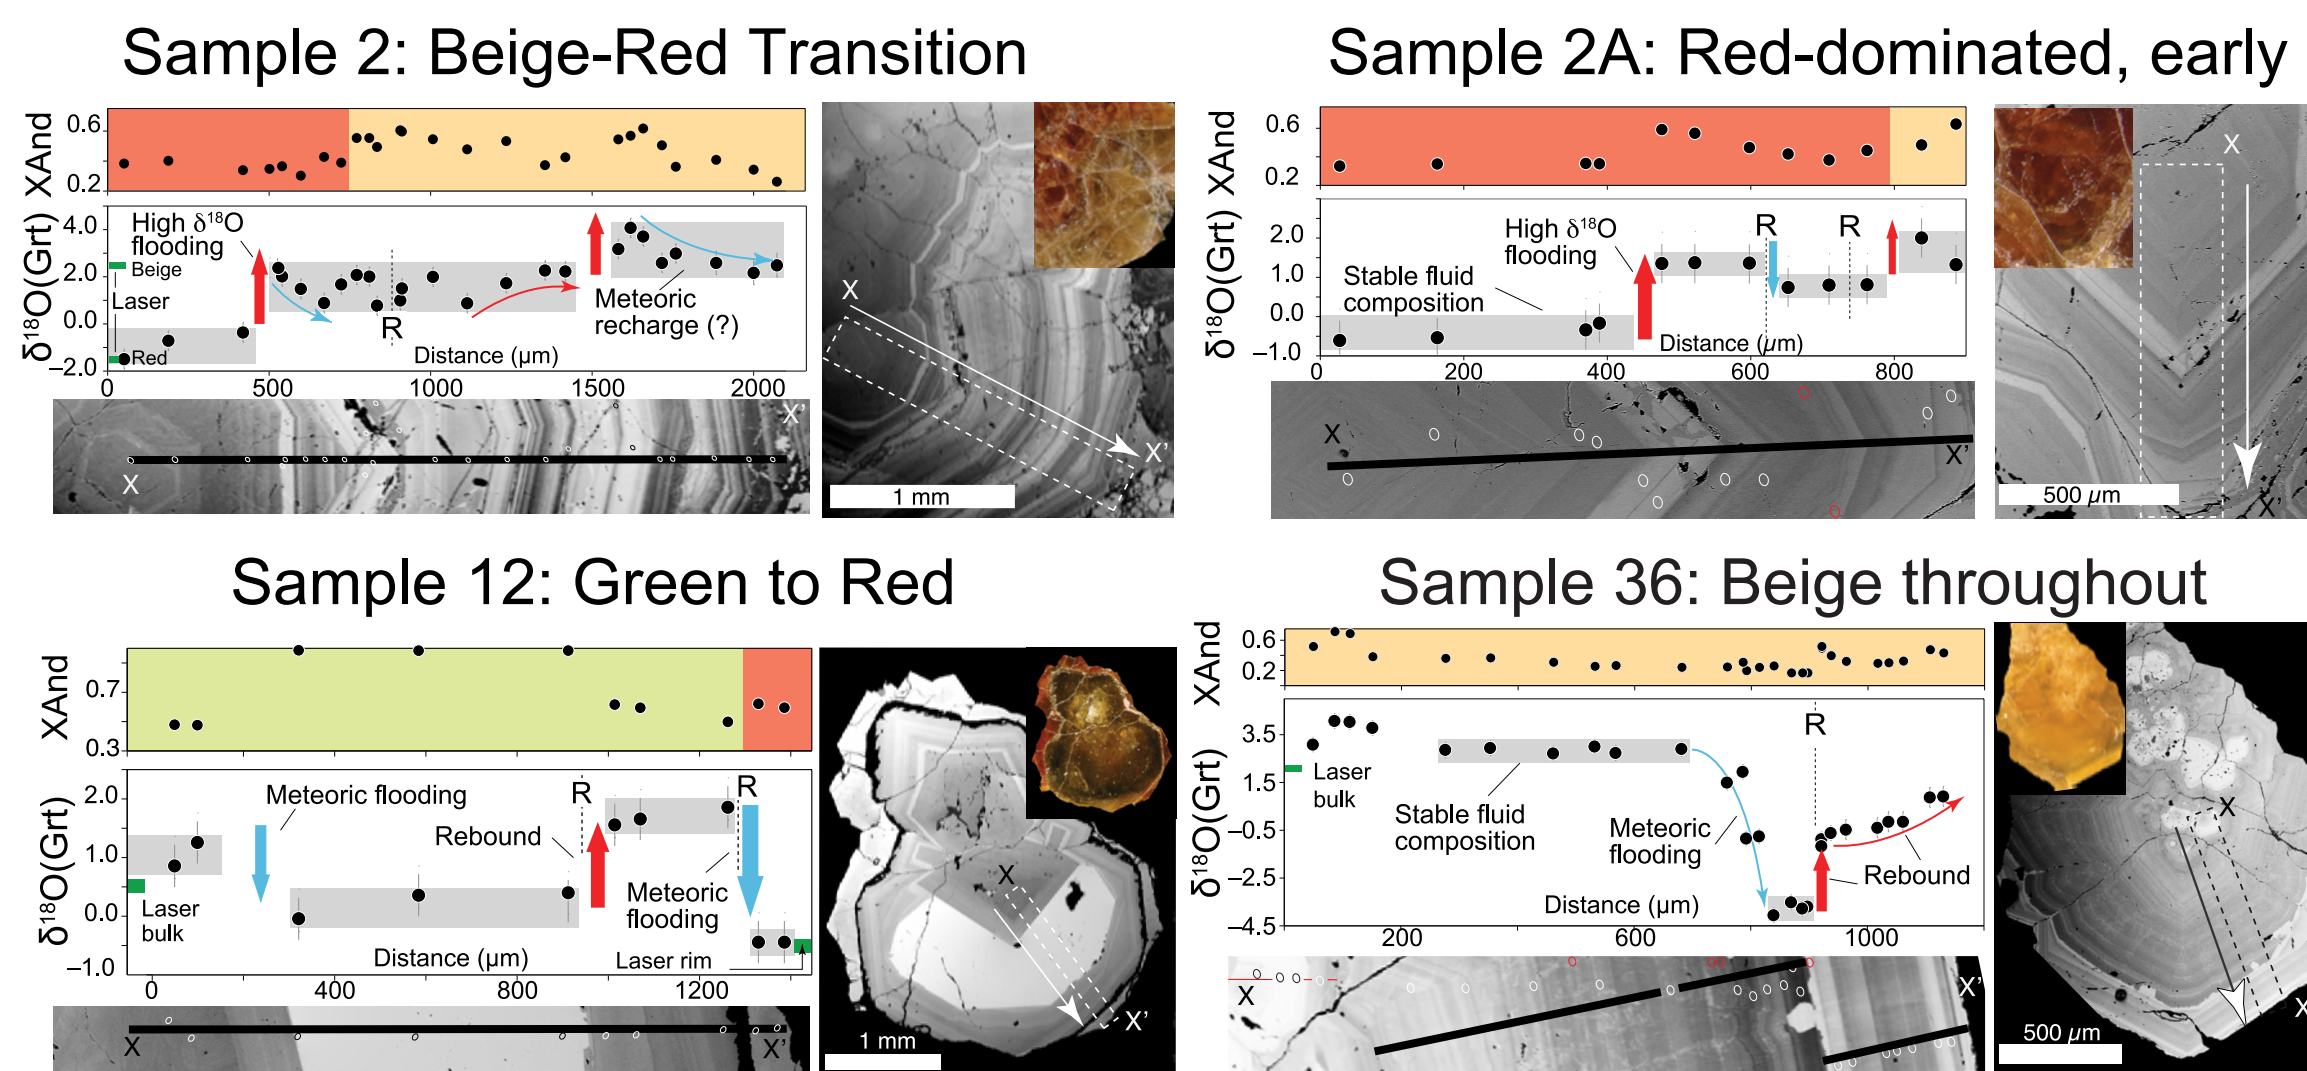 Sample 2: Beige-Red Transition
XAnd
0.6
0.2
δ18O(Grt)
4.0
2.0
0.0
–2.0
High δ18O
flooding
Beige
Laser
Red
R
Meteoric
recharge (?)
Distance (µm)
0 500 1000 1500 2000
X
X'
X
X'
1 mm
Sample 2A: Red-dominated, early
XAnd
0.6
0.2
δ18O(Grt)
2.0
1.0
0.0
–1.0
Stable fluid
composition
High δ18O
flooding
R
R
Distance (µm)
0 200 400 600 800
X
X'
X
X'
500 µm
Sample 12: Green to Red
XAnd
0.7
0.3
δ18O(Grt)
2.0
1.0
0.0
–1.0
Meteoric flooding
Rebound
R
R
Meteoric
flooding
Laser
bulk
Distance (µm)
Laser rim
0 400 800 1200
X
X'
X
X'
1 mm
Sample 36: Beige throughout
XAnd
0.6
0.2
δ18O(Grt)
3.5
1.5
–0.5
–2.5
–4.5
Laser
bulk
Stable fluid
composition
Meteoric
flooding
R
Rebound
Distance (µm)
200 600 1000
X
X'
X
X
500 µm